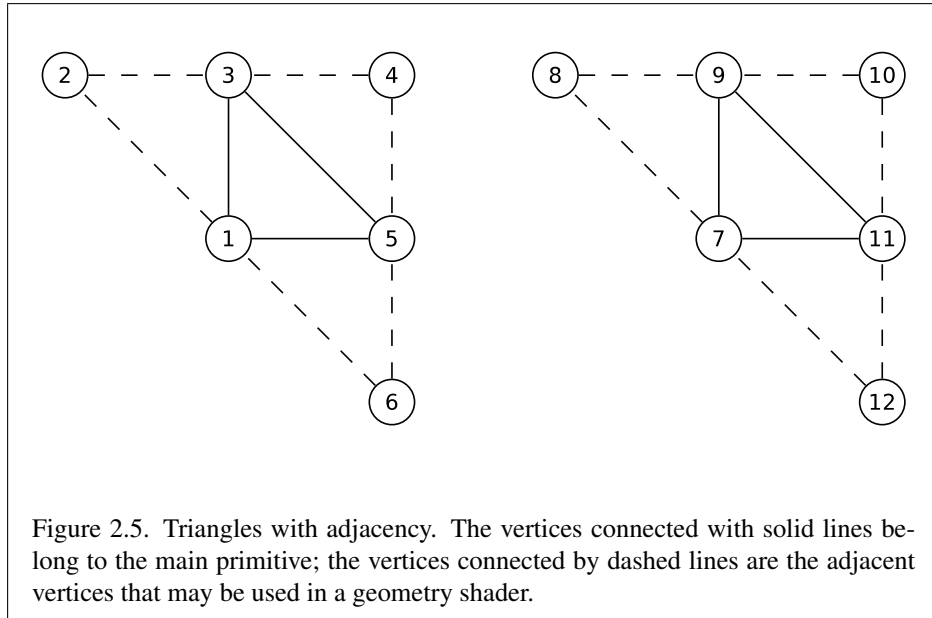 2 3 4 8 9 10
1 5 7 11
6 12
Figure 2.5. Triangles with adjacency. The vertices connected with solid lines be-
long to the main primitive; the vertices connected by dashed lines are the adjacent
vertices that may be used in a geometry shader.